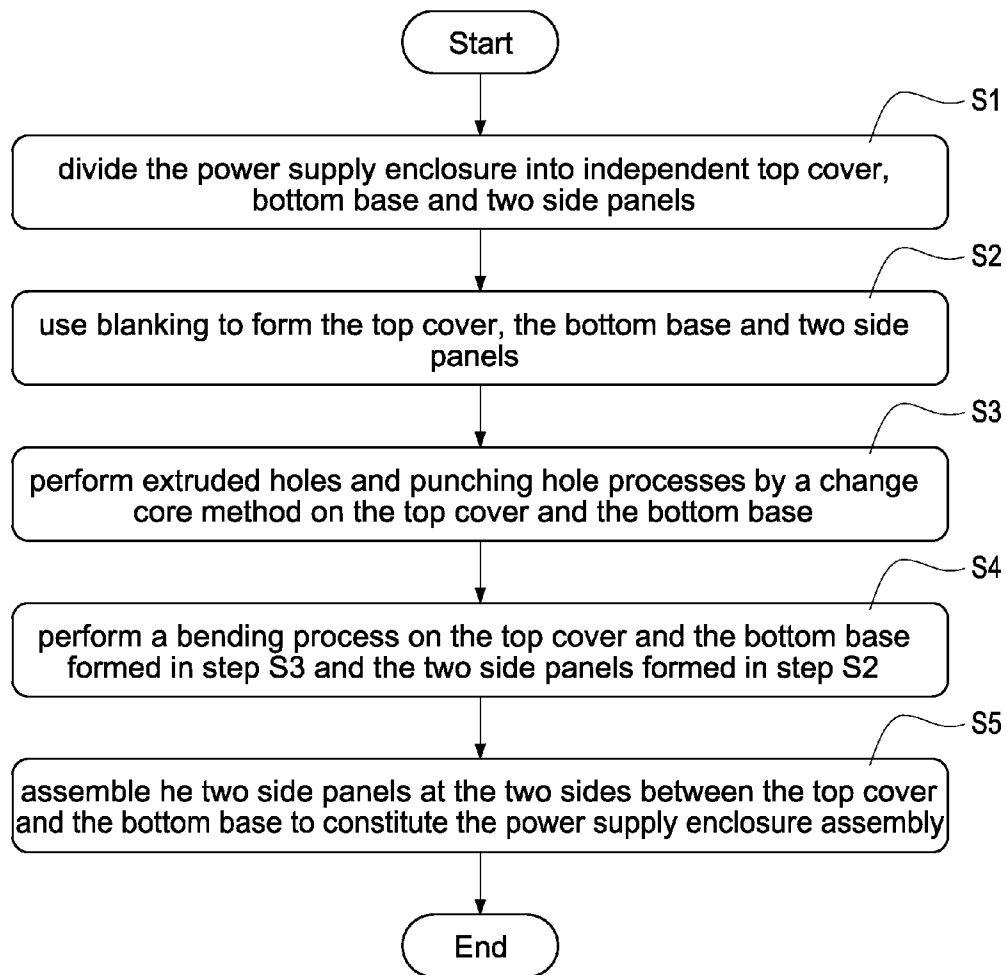 Start
S1
divide the power supply enclosure into independent top cover,
bottom base and two side panels
S2
use blanking to form the top cover, the bottom base and two side
panels
S3
perform extruded holes and punching hole processes by a change
core method on the top cover and the bottom base
S4
perform a bending process on the top cover and the bottom base
formed in step S3 and the two side panels formed in step S2
S5
assemble he two side panels at the two sides between the top cover
and the bottom base to constitute the power supply enclosure assembly
End